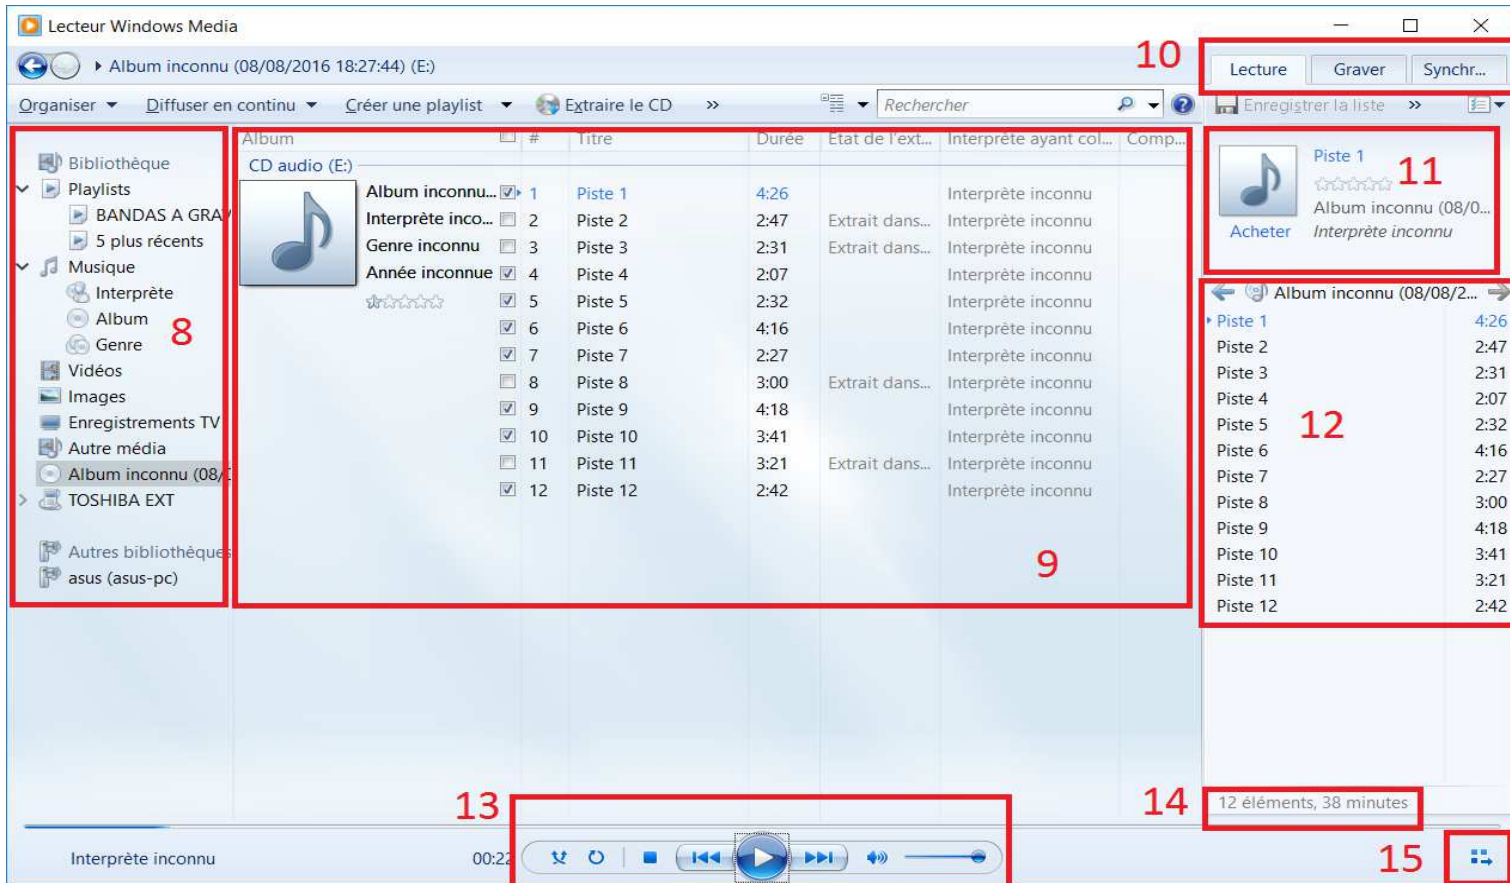 Lecteur Windows Media
10
Album inconnu (08/08/2016 18:27:44) (E:)
Lecture Graver Synchr...
Organiser Diffuser en continu Créer une playlist Extraire le CD » Rechercher Enregistrer la liste »
Album # Titre Durée Etat de l'ext... Interprète ayant col... Comp...
CD audio (E:)
Bibliothèque
Playlists
BANDAS A GRAV
5 plus récents
Musique
Interprète
Album
Genre
8
Vidéos
Images
Enregistrements TV
Autre média
Album inconnu (08/
TOSHIBA EXT
Autres bibliothèques
asus (asus-pc)
Album inconnu...
Interprète inco...
Genre inconnu
Année inconnue
1 Piste 1 4:26 Interprète inconnu
2 Piste 2 2:47 Extrait dans... Interprète inconnu
3 Piste 3 2:31 Extrait dans... Interprète inconnu
4 Piste 4 2:07 Interprète inconnu
5 Piste 5 2:32 Interprète inconnu
6 Piste 6 4:16 Interprète inconnu
7 Piste 7 2:27 Interprète inconnu
8 Piste 8 3:00 Extrait dans... Interprète inconnu
9 Piste 9 4:18 Interprète inconnu
10 Piste 10 3:41 Interprète inconnu
11 Piste 11 3:21 Extrait dans... Interprète inconnu
12 Piste 12 2:42 Interprète inconnu
9
Piste 1
11
Album inconnu (08/0...
Acheter Interprète inconnu
Album inconnu (08/08/2...
Piste 1 4:26
Piste 2 2:47
Piste 3 2:31
Piste 4 2:07
Piste 5 2:32
12
Piste 6 4:16
Piste 7 2:27
Piste 8 3:00
Piste 9 4:18
Piste 10 3:41
Piste 11 3:21
Piste 12 2:42
13
14
12 éléments, 38 minutes
Interprète inconnu 00:22
15